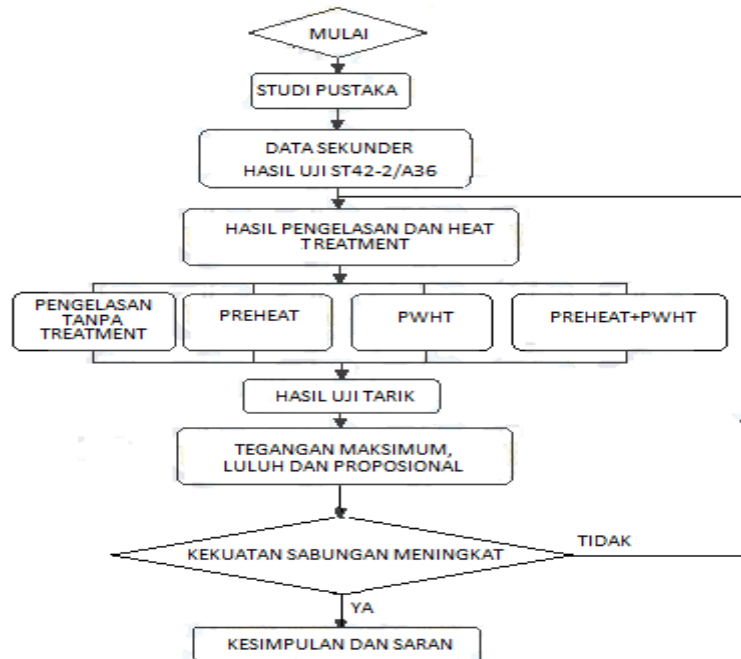 MULAI
STUDI PUSTAKA
DATA SEKUNDER
HASIL UJI ST42-2/A36
HASIL PENGELASAN DAN HEAT
TREATMENT
PENGELASAN
TANPA
TREATMENT
PREHEAT
PWHT
PREHEAT+PWHT
HASIL UJI TARIK
TEGANGAN MAKSIMUM,
LULUH DAN PROPOSIONAL
KEKUATAN SABUNGAN MENINGKAT
TIDAK
YA
KESIMPULAN DAN SARAN